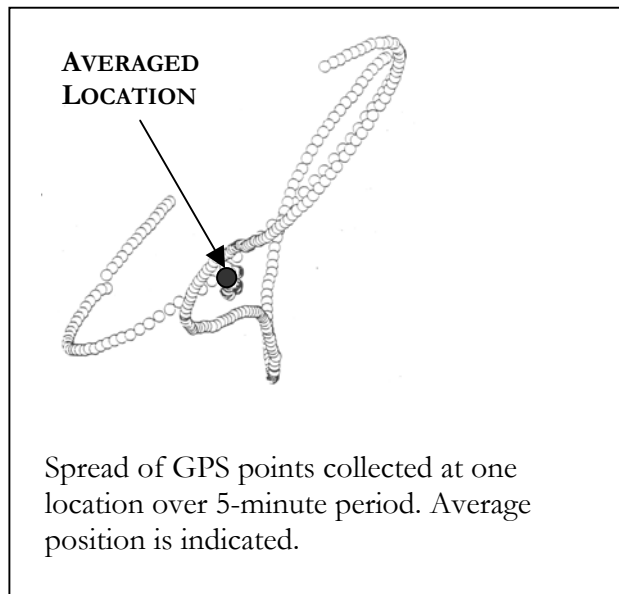 AVERAGED
LOCATION
Spread of GPS points collected at one
location over 5-minute period. Average
position is indicated.